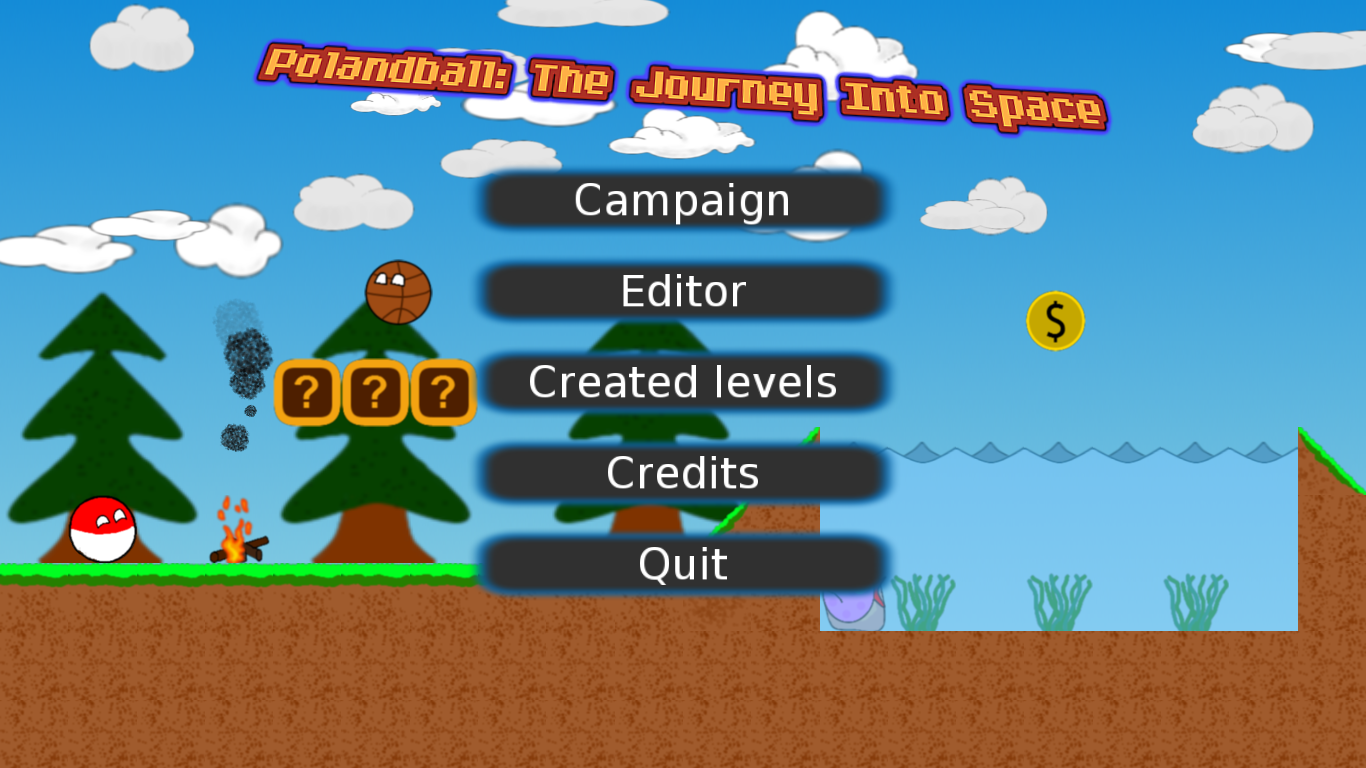 Polandball: The Journey Into Space
Campaign
Editor
? ? ?
$
Created levels
Credits
Quit